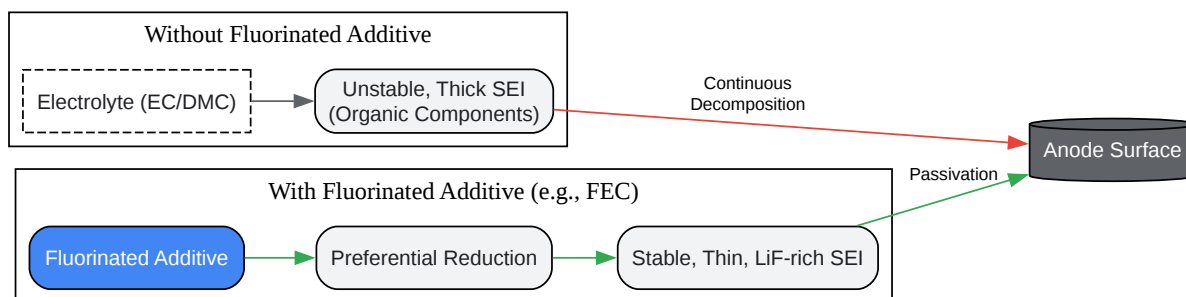 Without Fluorinated Additive
Electrolyte (EC/DMC)
Unstable, Thick SEI
(Organic Components)
Continuous
Decomposition
Anode Surface
With Fluorinated Additive (e.g., FEC)
Fluorinated Additive
Preferential Reduction
Stable, Thin, LiF-rich SEI
Passivation